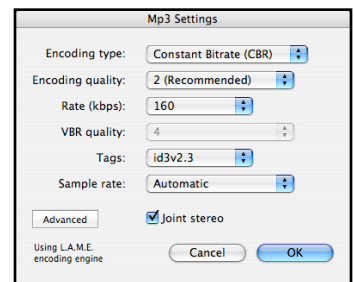 Mp3 Settings
Encoding type: Constant Bitrate (CBR)
Encoding quality: 2 (Recommended)
Rate (kbps): 160
VBR quality: 4
Tags: id3v2.3
Sample rate: Automatic
Advanced Joint stereo
Using L.A.M.E.
encoding engine
Cancel OK